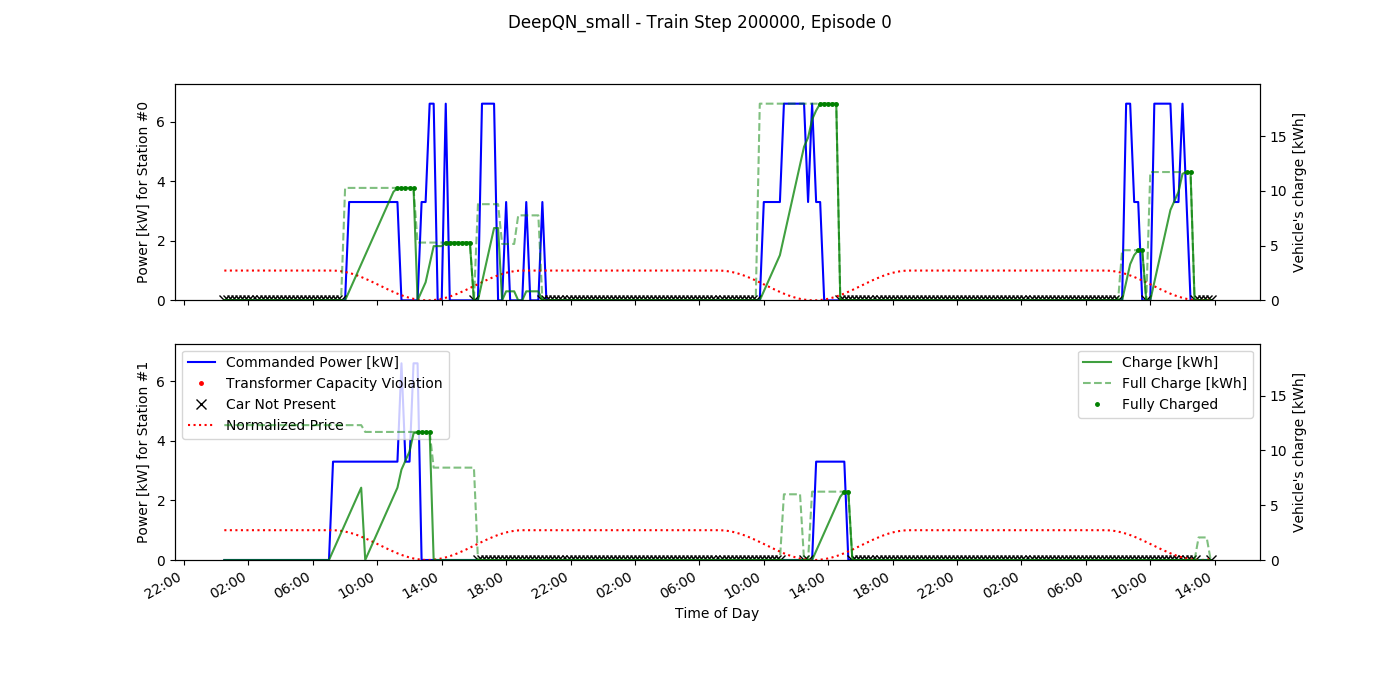 DeepQN_small - Train Step 200000, Episode 0
Power [kW] for Station #0
6
4
2
0
15
10
5
0
Vehicle's charge [kWh]
Power [kW] for Station #1
6
4
2
0
Commanded Power [kW]
Transformer Capacity Violation
Car Not Present
Normalized Price
Charge [kWh]
Full Charge [kWh]
Fully Charged
15
10
5
0
Vehicle's charge [kWh]
22:00 02:00 06:00 10:00 14:00 18:00 22:00 02:00 06:00 10:00 14:00 18:00 22:00 02:00 06:00 10:00 14:00
Time of Day